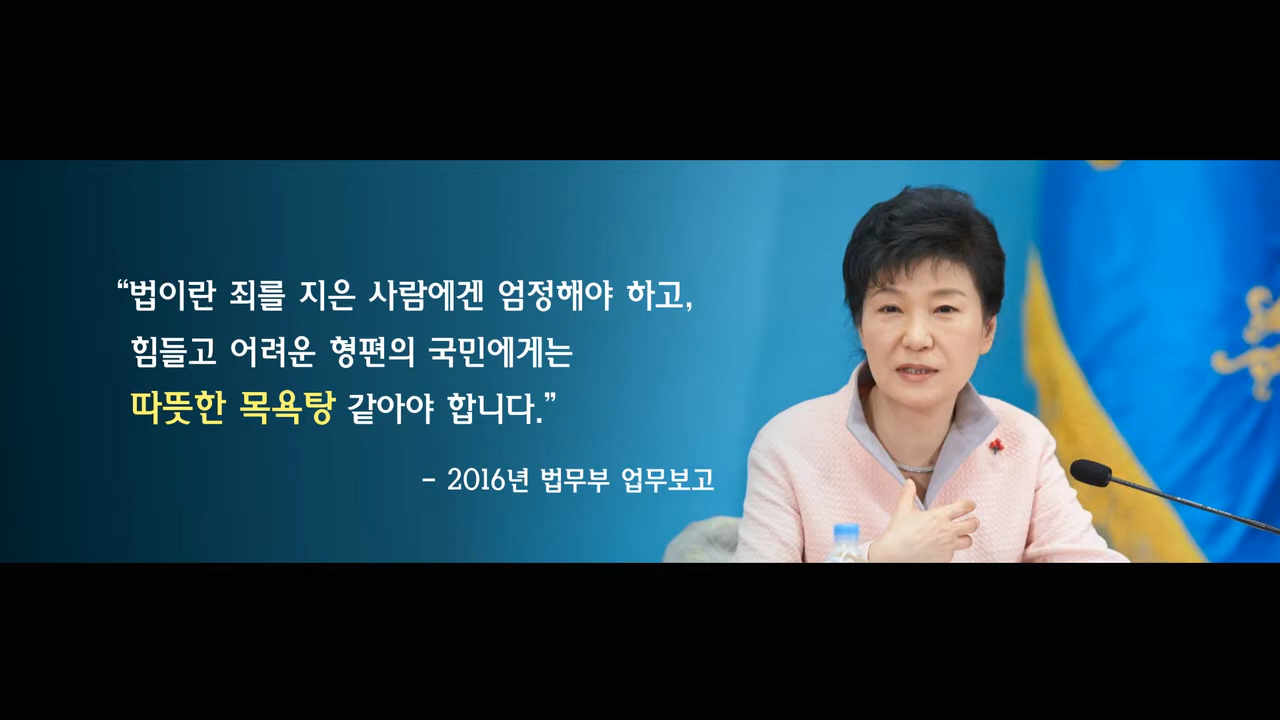 “법이란 죄를 지은 사람에겐 엄정해야 하고,
힘들고 어려운 형편의 국민에게는
따뜻한 목욕탕 같아야 합니다.”
- 2016년 법무부 업무보고